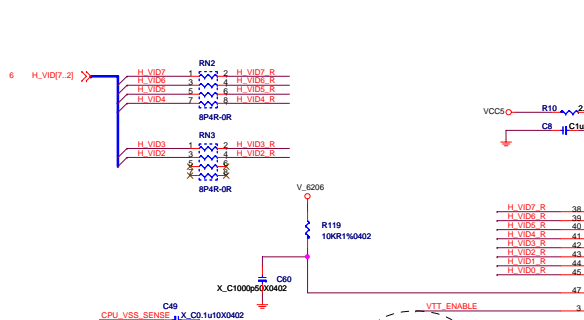 RN2
6 H_VID[7..2]
H_VID7 1 2 H_VID7_R
H_VID6 3 4 H_VID6_R
H_VID5 5 6 H_VID5_R
H_VID4 7 8 H_VID4_R
8P4R-0R
VCC5 R10 2.
C8 C1u
RN3
H_VID3 1 2 H_VID3_R
H_VID2 3 4 H_VID2_R
5 6
7 8
8P4R-0R
V_6206
R119
10KR1%0402
H_VID7_R 38
H_VID6_R 39
H_VID5_R 40
H_VID4_R 41
H_VID3_R 42
H_VID2_R 43
H_VID1_R 44
H_VID0_R 45
C60
X_C1000p50X0402
47
C49
CPU_VSS_SENSE X_C0.1u10X0402
VTT_ENABLE 3